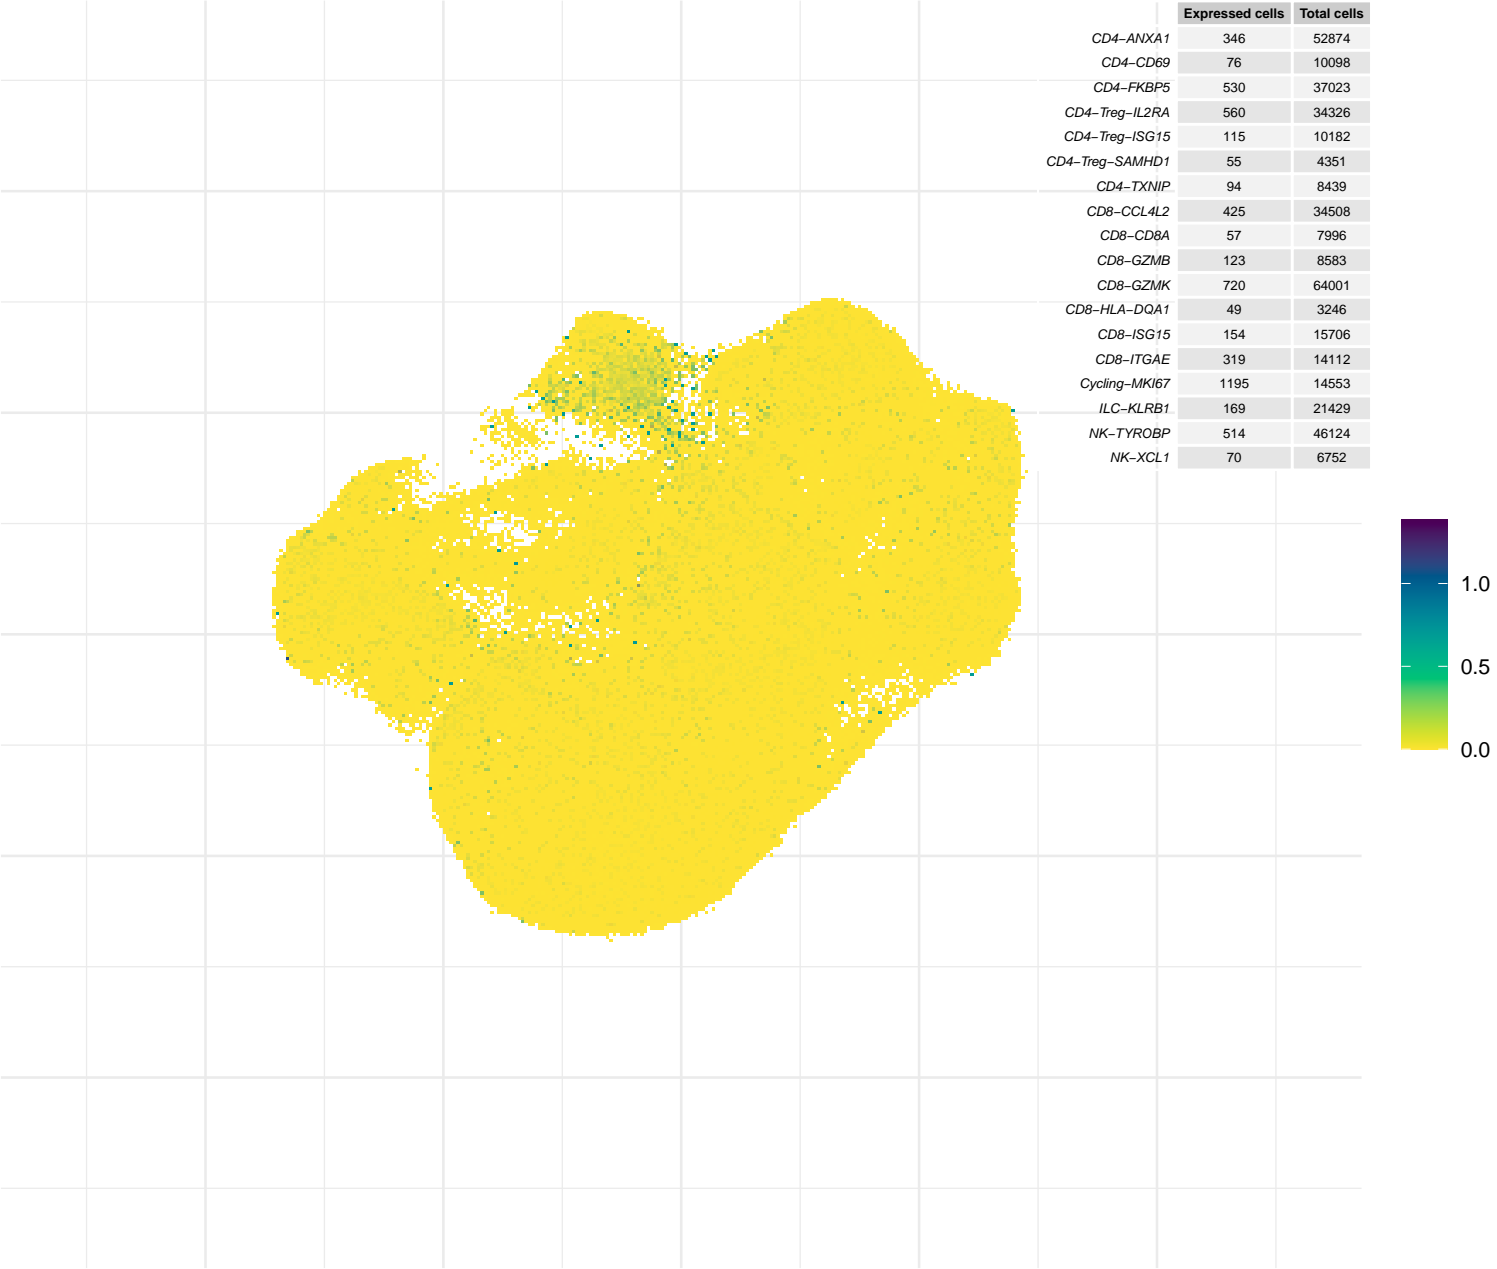 Expressed cells Total cells
CD4−ANXA1 346 52874
CD4−CD69 76 10098
CD4−FKBP5 530 37023
CD4−Treg−IL2RA 560 34326
CD4−Treg−ISG15 115 10182
CD4−Treg−SAMHD1 55 4351
CD4−TXNIP 94 8439
CD8−CCL4L2 425 34508
CD8−CD8A 57 7996
CD8−GZMB 123 8583
CD8−GZMK 720 64001
CD8−HLA−DQA1 49 3246
CD8−ISG15 154 15706
CD8−ITGAE 319 14112
Cycling−MKI67 1195 14553
ILC−KLRB1 169 21429
NK−TYROBP 514 46124
NK−XCL1 70 6752
1.0
0.5
0.0